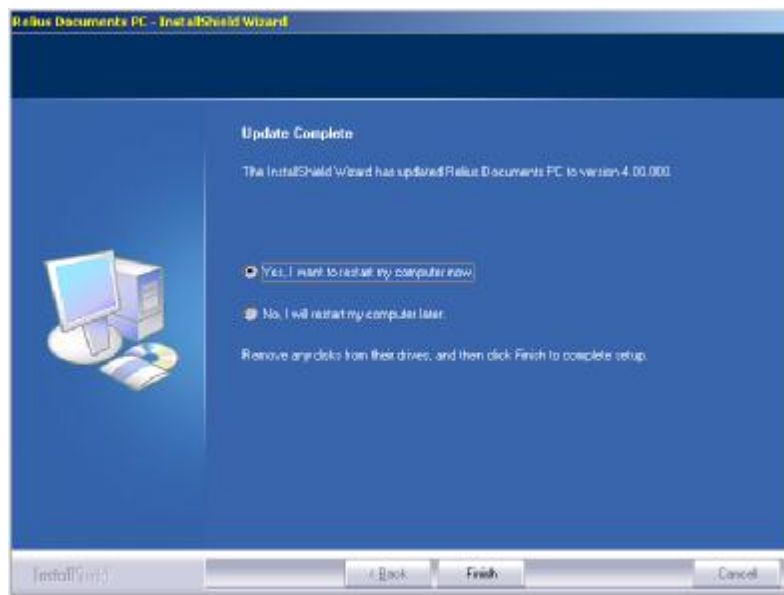 Relius Documents PC - InstallShield Wizard
Update Complete
The InstallShield Wizard has updated Relius Documents PC to version 4.00.000.
Yes, I want to restart my computer now.
No, I will restart my computer later.
Remove any disks from their drives, and then click Finish to complete setup.
InstallShield
< Back
Finish
Cancel